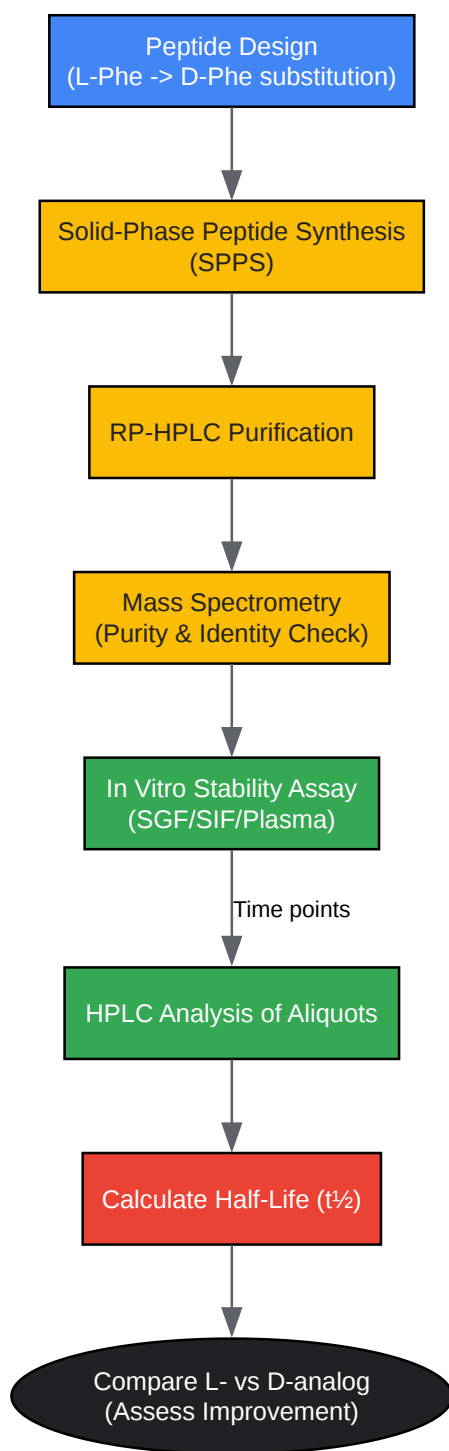 Peptide Design
(L-Phe -> D-Phe substitution)
Solid-Phase Peptide Synthesis
(SPPS)
RP-HPLC Purification
Mass Spectrometry
(Purity & Identity Check)
In Vitro Stability Assay
(SGF/SIF/Plasma)
Time points
HPLC Analysis of Aliquots
Calculate Half-Life (t½)
Compare L- vs D-analog
(Assess Improvement)